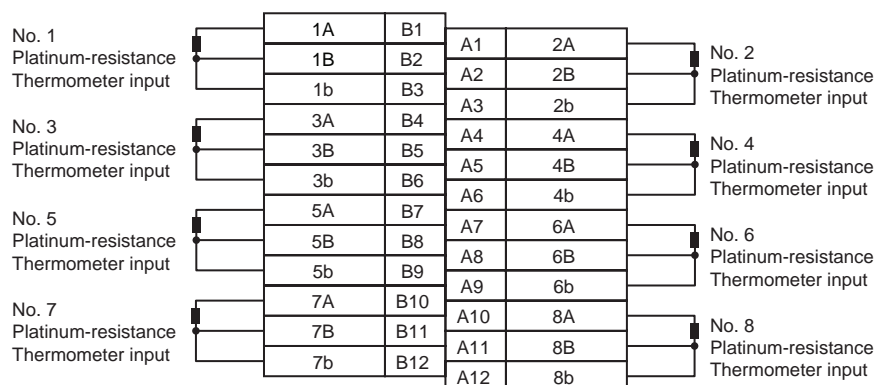 No. 1
Platinum-resistance
Thermometer input
No. 3
Platinum-resistance
Thermometer input
No. 5
Platinum-resistance
Thermometer input
No. 7
Platinum-resistance
Thermometer input
1A B1
1B B2
1b B3
3A B4
3B B5
3b B6
5A B7
5B B8
5b B9
7A B10
7B B11
7b B12
A1 2A
A2 2B
A3 2b
A4 4A
A5 4B
A6 4b
A7 6A
A8 6B
A9 6b
A10 8A
A11 8B
A12 8b
No. 2
Platinum-resistance
Thermometer input
No. 4
Platinum-resistance
Thermometer input
No. 6
Platinum-resistance
Thermometer input
No. 8
Platinum-resistance
Thermometer input